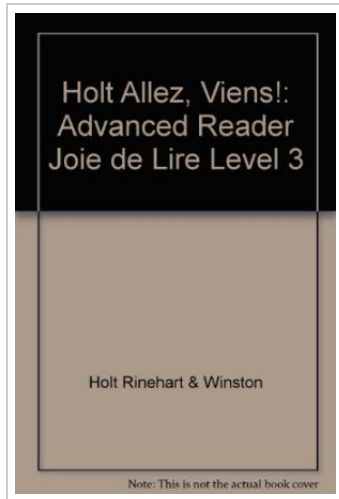 Holt Allez, Viens!:
Advanced Reader
Joie de Lire Level 3
Holt Rinehart & Winston
Note: This is not the actual book cover